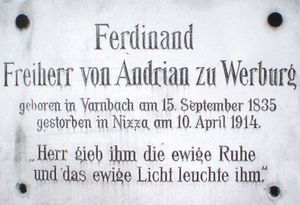 Ferdinand
Freiherr von Andrian zu Werburg
geboren in Varnbach am 15. September 1835
gestorben in Nizza am 10. April 1914.
„Herr gieb ihm die ewige Ruhe
und das ewige Licht leuchte ihm.“